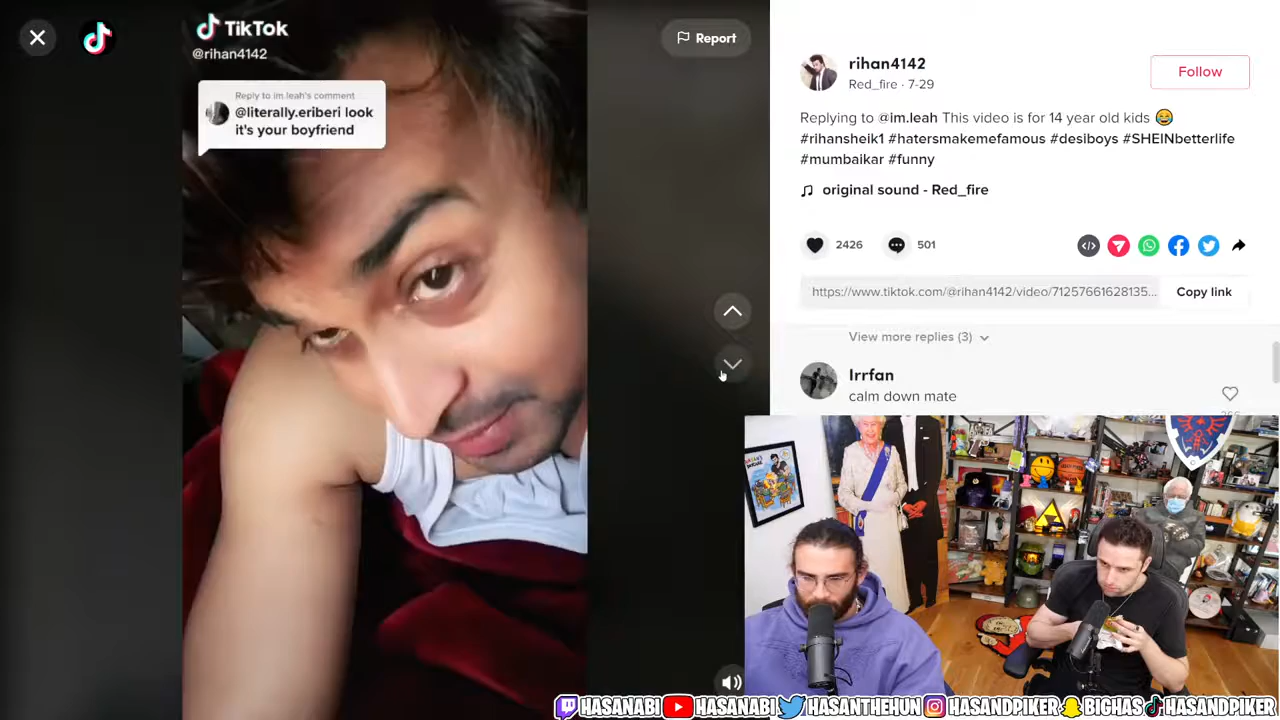 TikTok
@rihan4142
Reply to im.leah's comment
@literally.eriberi look
it's your boyfriend
Report
rihan4142
Red_fire · 7-29
Follow
Replying to @im.leah This video is for 14 year old kids 😂
#rihansheik1 #hatersmakemefamous #desiboys #SHEINbetterlife
#mumbaikar #funny
original sound - Red_fire
2426
501
https://www.tiktok.com/@rihan4142/video/71257661628135...
Copy link
View more replies (3)
Irrfan
calm down mate
HASANABI HASANABI HASANTHEHUN HASANDPIKER BIGHAS HASANDPIKER